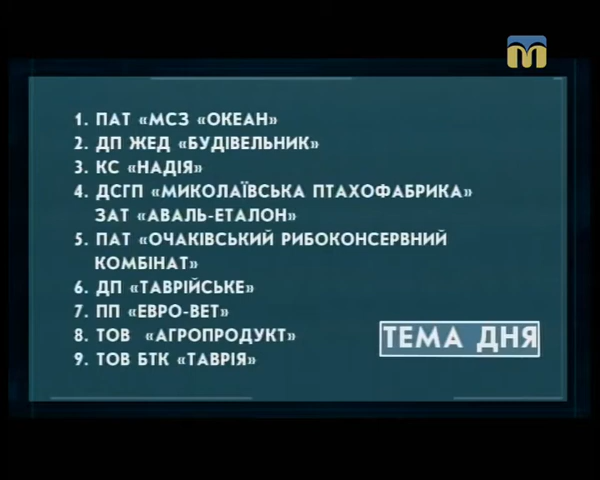 1. ПАТ «МСЗ «ОКЕАН»
2. ДП ЖЕД «БУДІВЕЛЬНИК»
3. КС «НАДІЯ»
4. ДСГП «МИКОЛАЇВСЬКА ПТАХОФАБРИКА»
ЗАТ «АВАЛЬ-ЕТАЛОН»
5. ПАТ «ОЧАКІВСЬКИЙ РИБОКОНСЕРВНИЙ
КОМБІНАТ»
6. ДП «ТАВРІЙСЬКЕ»
7. ПП «ЕВРО-ВЕТ»
8. ТОВ «АГРОПРОДУКТ»
9. ТОВ БТК «ТАВРІЯ»
ТЕМА ДНЯ